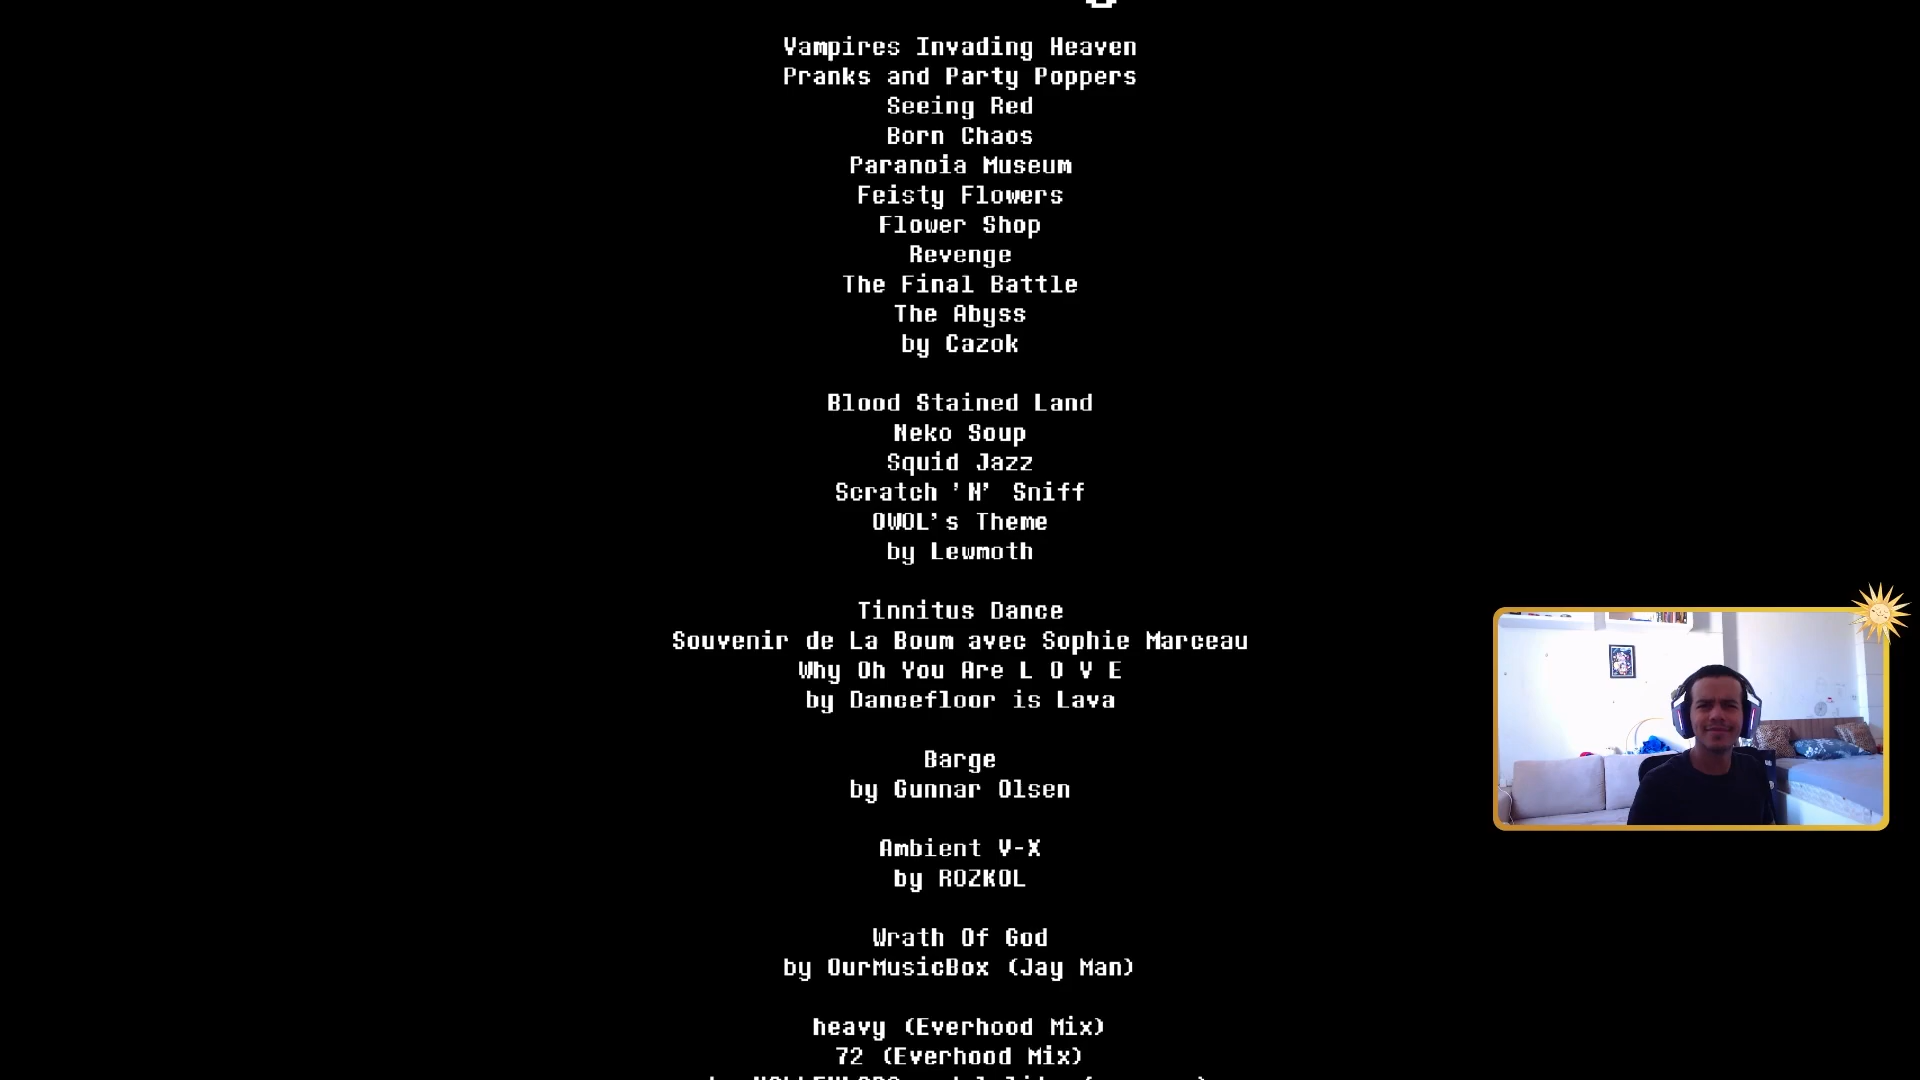 Vampires Invading Heaven
Pranks and Party Poppers
Seeing Red
Born Chaos
Paranoia Museum
Feisty Flowers
Flower Shop
Revenge
The Final Battle
The Abyss
by Cazok
Blood Stained Land
Neko Soup
Squid Jazz
Scratch 'N' Sniff
OWOL's Theme
by Lewmoth
Tinnitus Dance
Souvenir de La Boum avec Sophie Marceau
Why Oh You Are L O V E
by Dancefloor is Lava
Barge
by Gunnar Olsen
Ambient V-X
by ROZKOL
Wrath Of God
by OurMusicBox (Jay Man)
heavy (Everhood Mix)
72 (Everhood Mix)